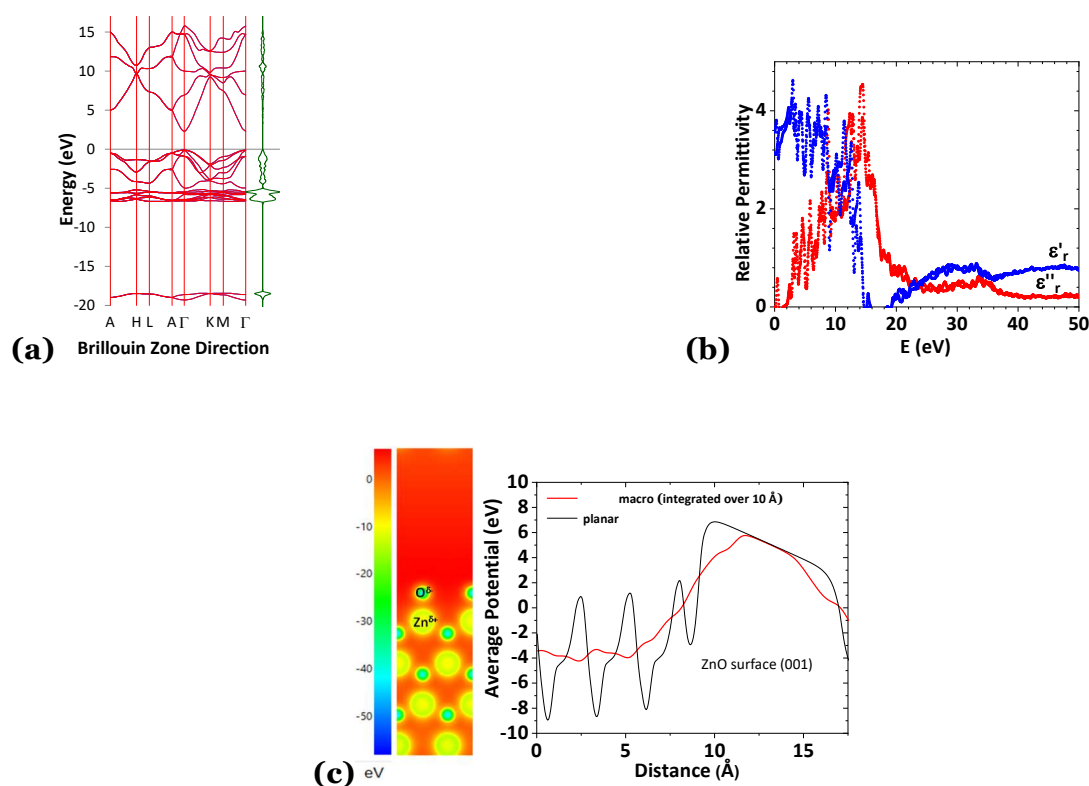 15
10
5
0
-5
-10
-15
-20
Energy (eV)
A H L A Γ K M Γ
Brillouin Zone Direction
(a)
4
2
0
Relative Permittivity
ε'r
ε''r
0 10 20 30 40 50
E (eV)
(b)
0
-10
-20
-30
-40
-50
eV
Oδ-
Znδ+
(c)
10
8
6
4
2
0
-2
-4
-6
-8
-10
Average Potential (eV)
macro (integrated over 10 Å)
planar
ZnO surface (001)
0 5 10 15
Distance (Å)